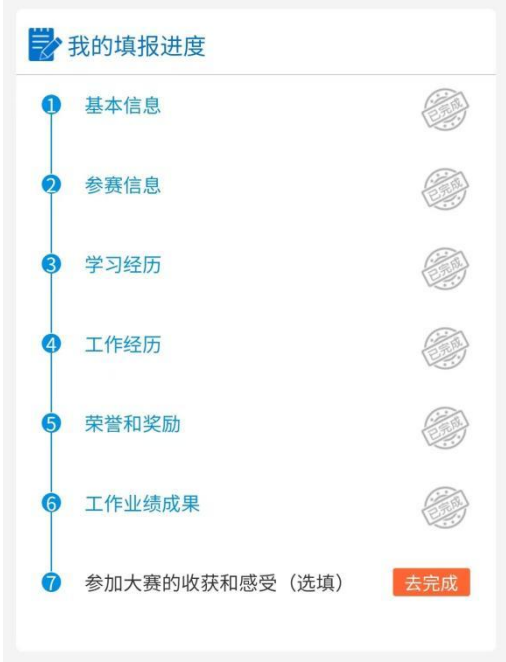 我的填报进度
1 基本信息 已完成
2 参赛信息 已完成
3 学习经历 已完成
4 工作经历 已完成
5 荣誉和奖励 已完成
6 工作业绩成果 已完成
7 参加大赛的收获和感受（选填） 去完成